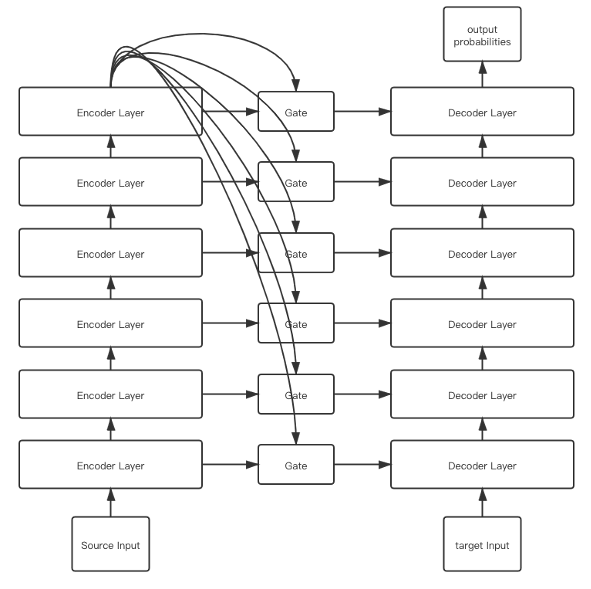 output
probabilities
Encoder Layer
Gate
Decoder Layer
Encoder Layer
Gate
Decoder Layer
Encoder Layer
Gate
Decoder Layer
Encoder Layer
Gate
Decoder Layer
Encoder Layer
Gate
Decoder Layer
Encoder Layer
Gate
Decoder Layer
Source Input
target Input